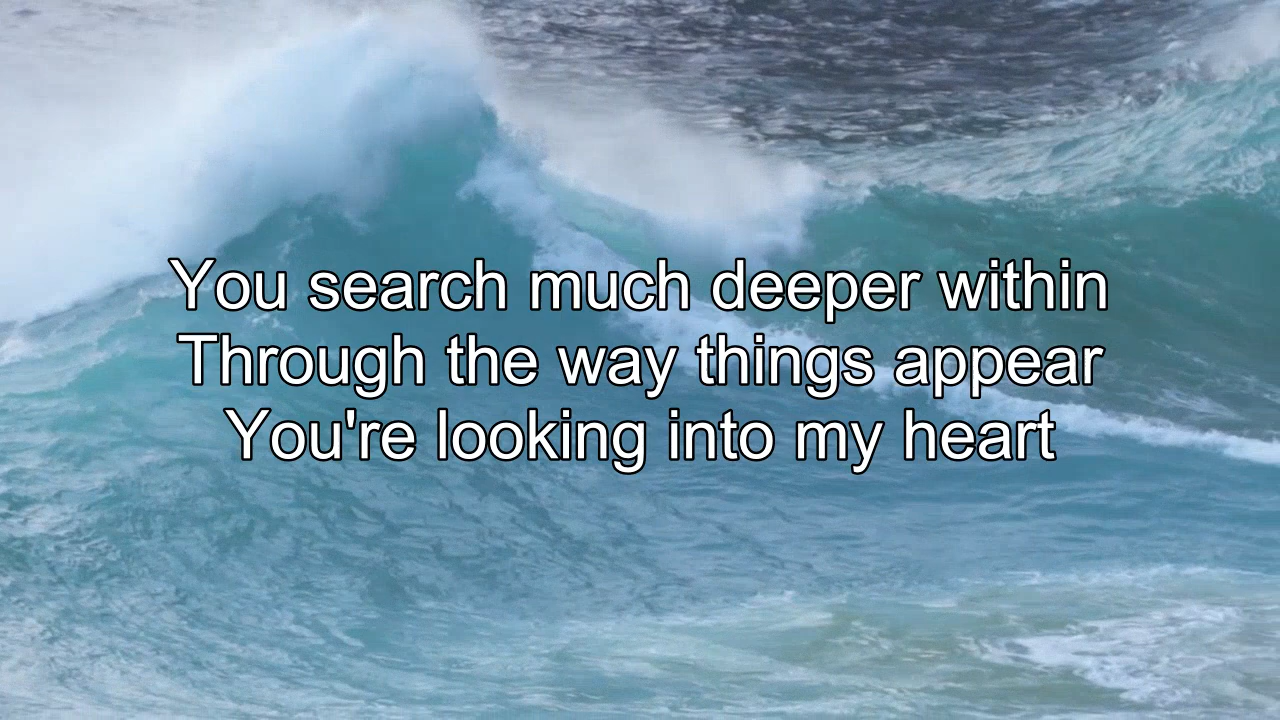 You search much deeper within
Through the way things appear
You're looking into my heart